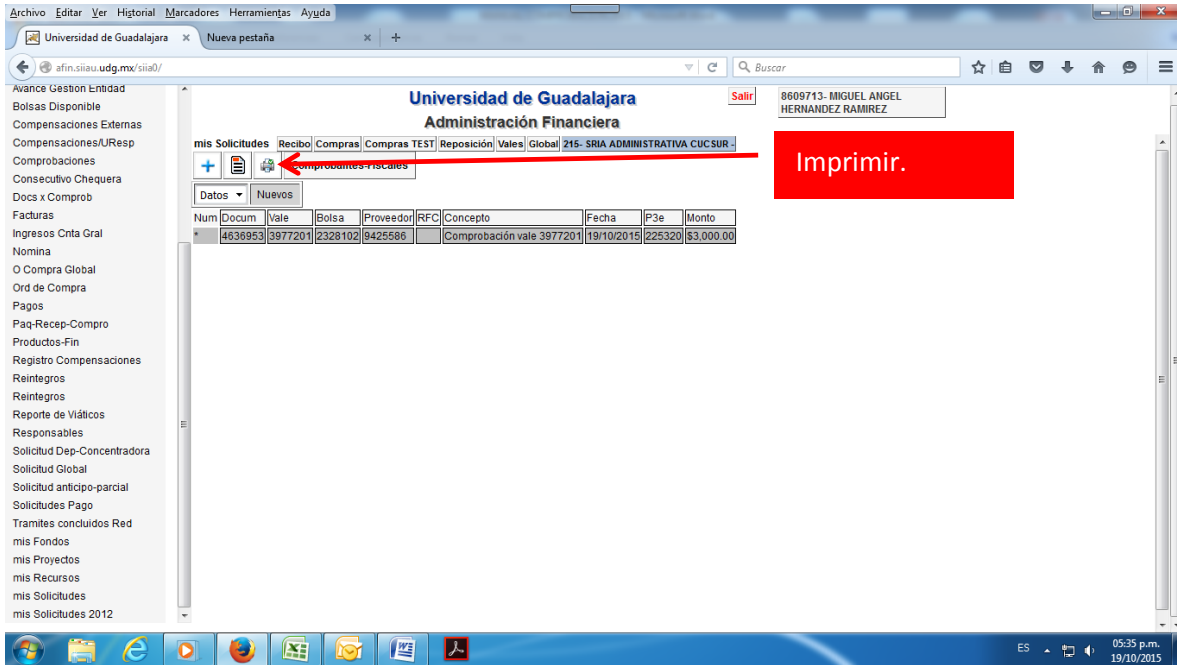 Archivo Editar Ver Historial Marcadores Herramientas Ayuda
Universidad de Guadalajara × Nueva pestaña × +
afin.siiau.udg.mx/siia0/ Buscar
Avance Gestion Entidad
Bolsas Disponible
Compensaciones Externas
Compensaciones/UResp
Comprobaciones
Consecutivo Chequera
Docs x Comprob
Facturas
Ingresos Cnta Gral
Nomina
O Compra Global
Ord de Compra
Pagos
Paq-Recep-Compro
Productos-Fin
Registro Compensaciones
Reintegros
Reintegros
Reporte de Viáticos
Responsables
Solicitud Dep-Concentradora
Solicitud Global
Solicitud anticipo-parcial
Solicitudes Pago
Tramites concluidos Red
mis Fondos
mis Proyectos
mis Recursos
mis Solicitudes
mis Solicitudes 2012
Universidad de Guadalajara
Administración Financiera
Salir
8609713- MIGUEL ANGEL
HERNANDEZ RAMIREZ
mis Solicitudes Recibo Compras Compras TEST Reposición Vales Global 215- SRIA ADMINISTRATIVA CUCSUR -
Comprobantes-Fiscales
Imprimir.
Datos Nuevos
Num Docum Vale Bolsa Proveedor RFC Concepto Fecha P3e Monto
* 4636953 3977201 2328102 9425586 Comprobación vale 3977201 19/10/2015 225320 $3,000.00
ES 05:35 p.m.
19/10/2015